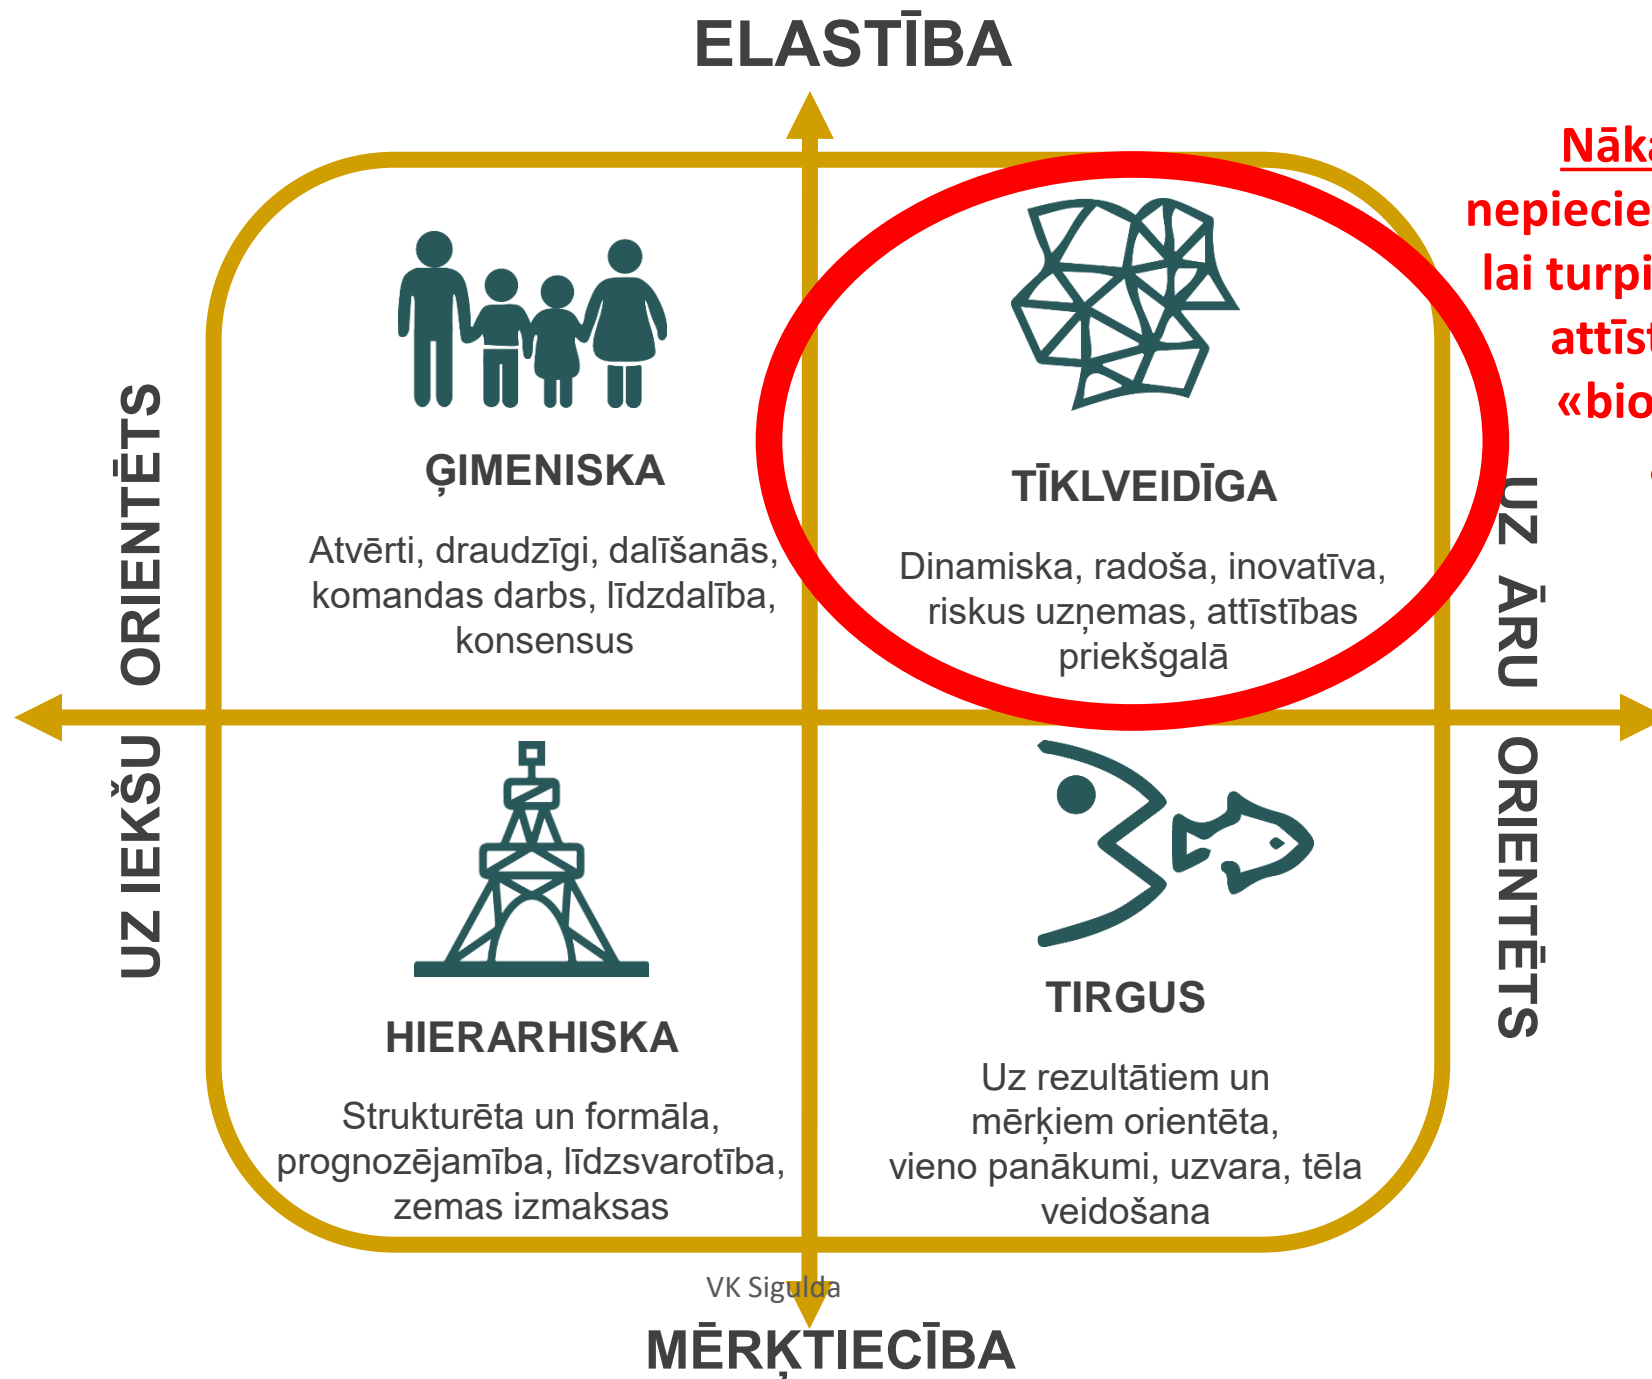 ELASTĪBA
UZ IEKŠU ORIENTĒTS
ĢIMENISKA
Atvērti, draudzīgi, dalīšanās,
komandas darbs, līdzdalība,
konsensus
TĪKLVEIDĪGA
Dinamiska, radoša, inovatīva,
riskus uzņemas, attīstības
priekšgalā
lai
UZ ĀRU ORIENTĒTS
HIERARHISKA
Strukturēta un formāla,
prognozējamība, līdzsvarotība,
zemas izmaksas
TIRGUS
Uz rezultātiem un
mērķiem orientēta,
vieno panākumi, uzvara, tēla
veidošana
VK Sigulda
MĒRĶTIECĪBA